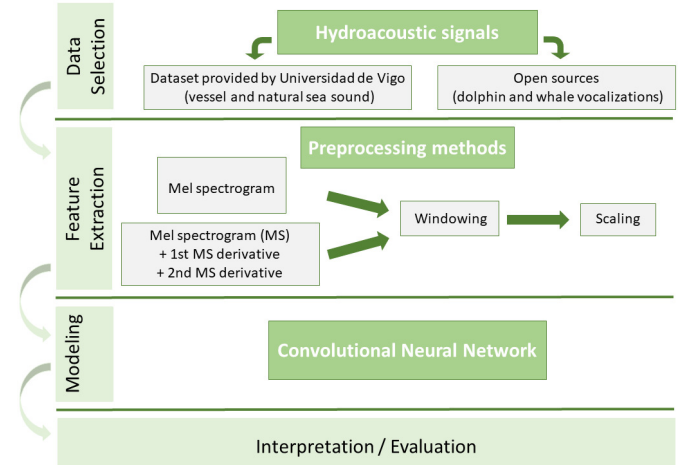 Data
Selection
Hydroacoustic signals
Dataset provided by Universidad de Vigo
(vessel and natural sea sound)
Open sources
(dolphin and whale vocalizations)
Feature
Extraction
Preprocessing methods
Mel spectrogram
Mel spectrogram (MS)
+ 1st MS derivative
+ 2nd MS derivative
Windowing
Scaling
Modeling
Convolutional Neural Network
Interpretation / Evaluation